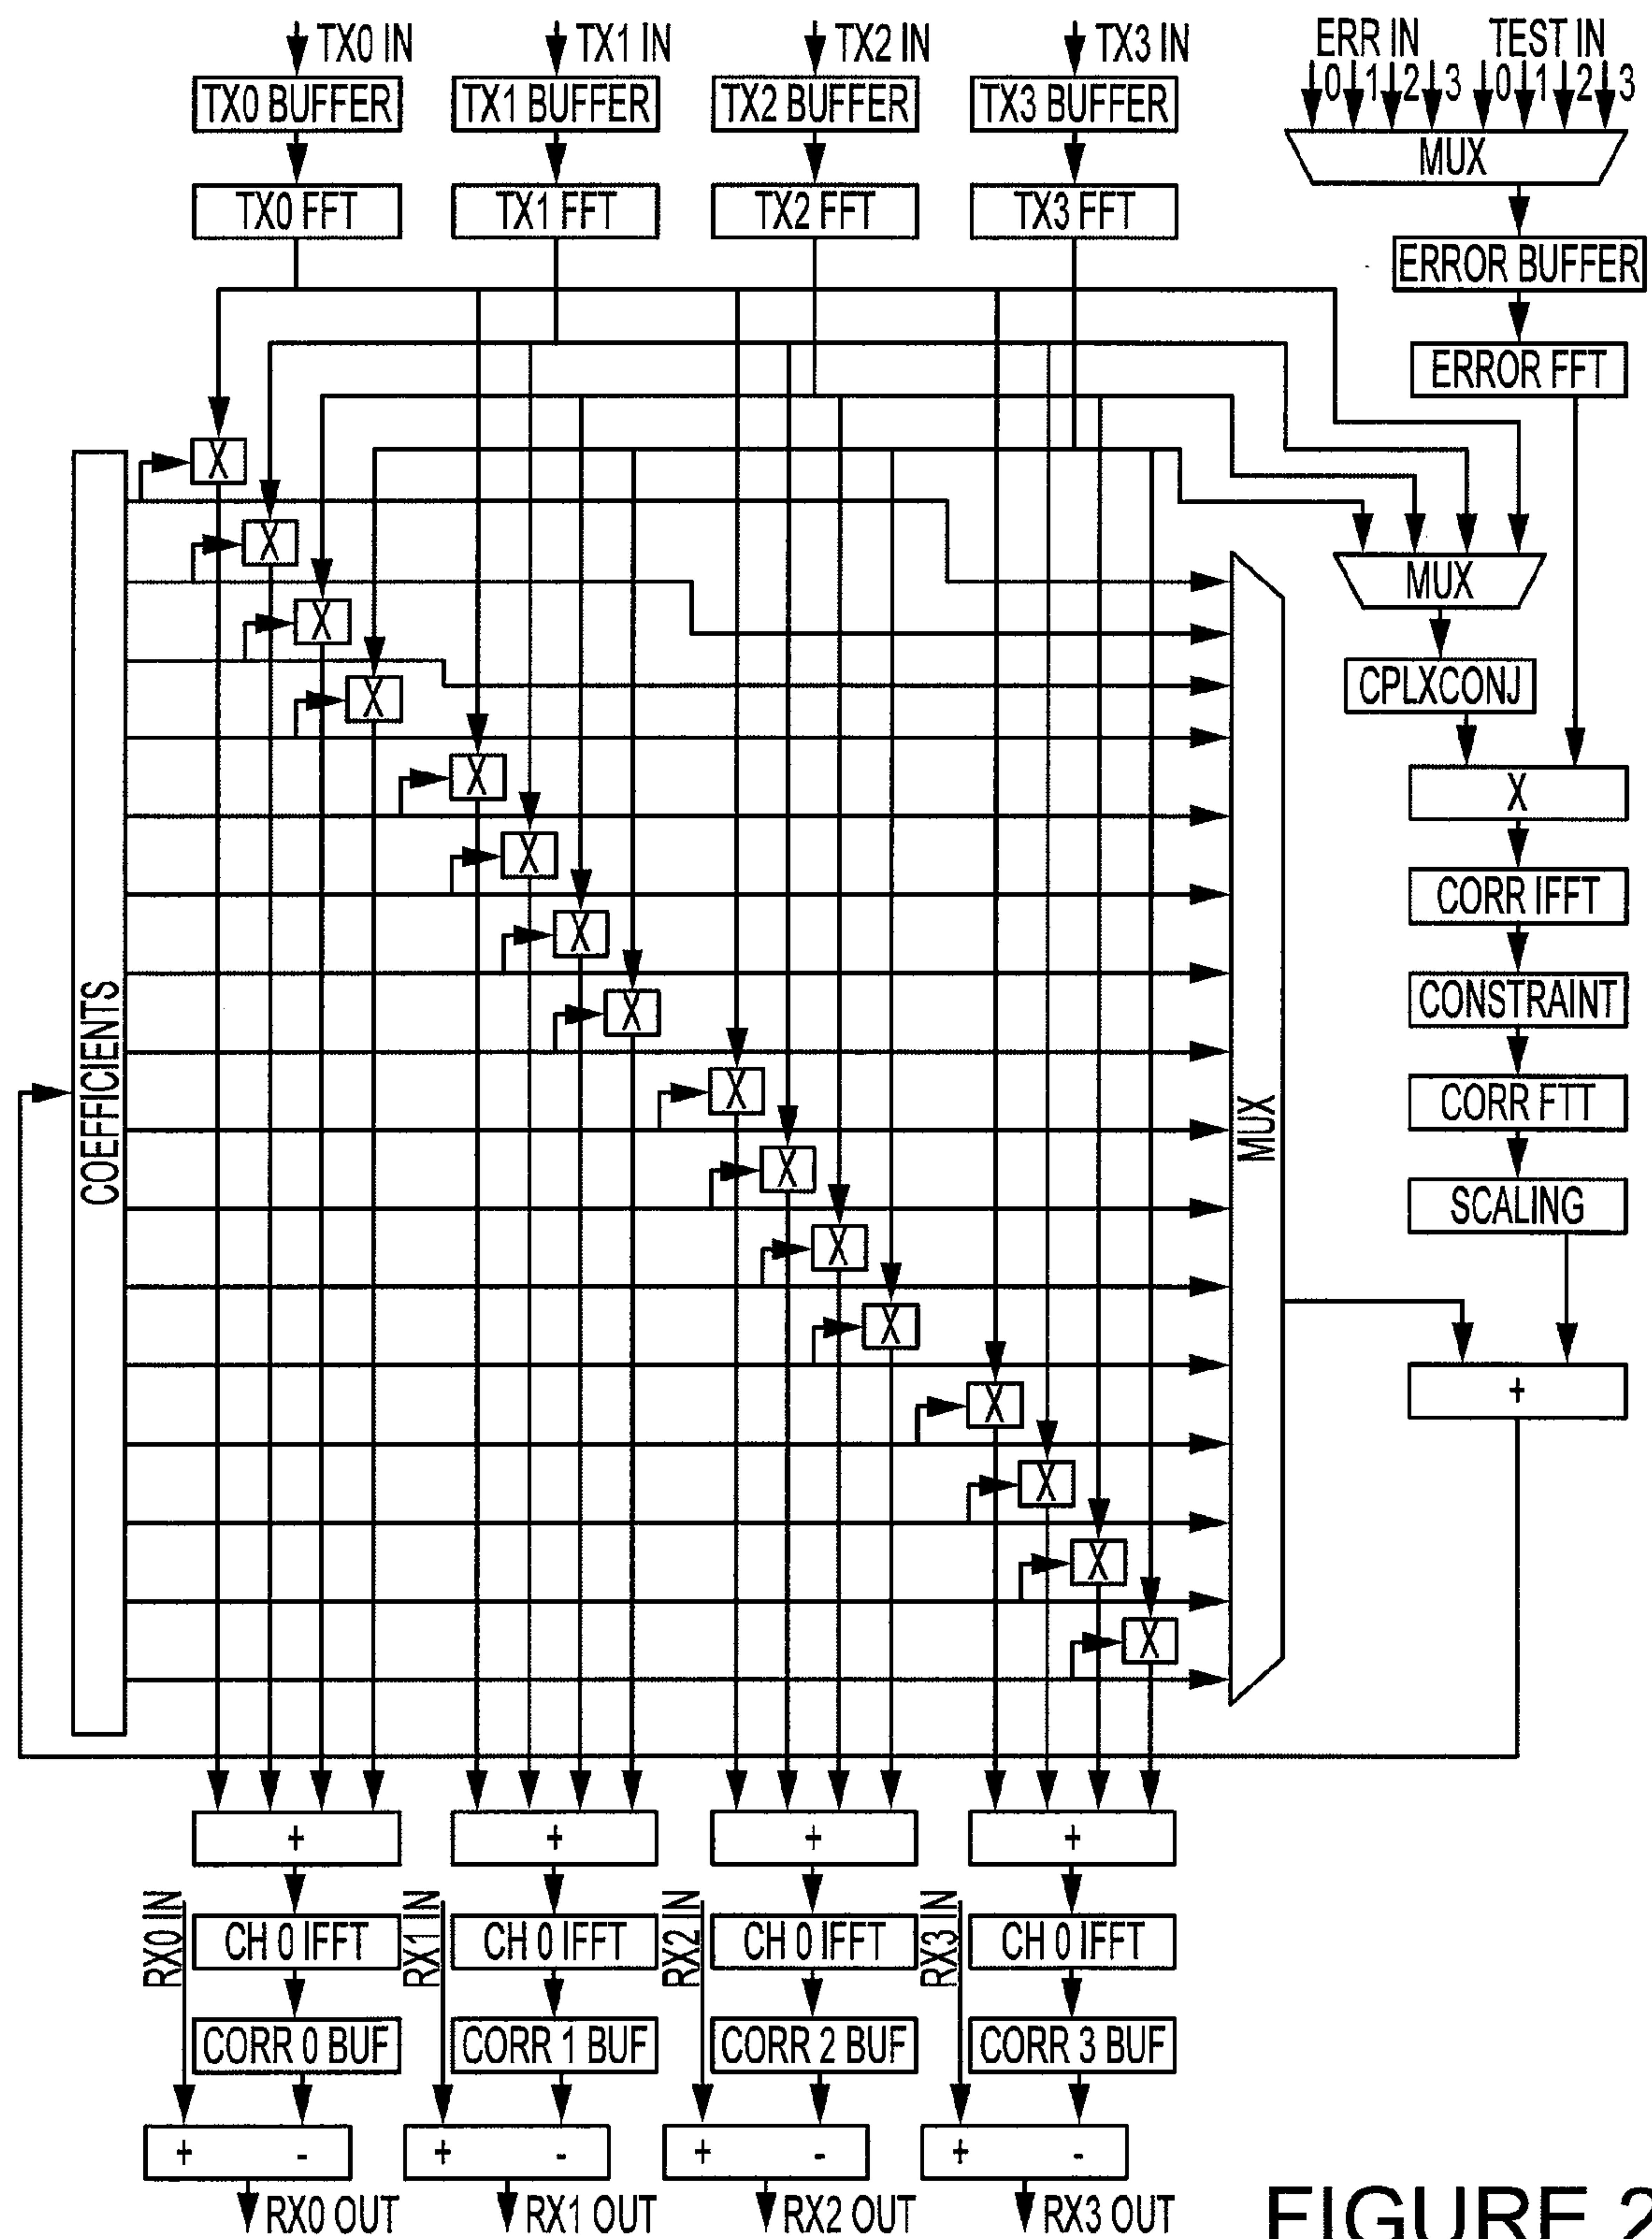 TX0 IN TX1 IN TX2 IN TX3 IN ERR IN TEST IN
0 1 2 3 0 1 2 3
TX0 BUFFER TX1 BUFFER TX2 BUFFER TX3 BUFFER MUX
TX0 FFT TX1 FFT TX2 FFT TX3 FFT
ERROR BUFFER
ERROR FFT
X
X
MUX
X
X
CPLXCONJ
X
X
X
X
X
CORR IFFT
CONSTRAINT
COEFFICIENTS
X
MUX
CORR FTT
X
SCALING
X
X
+
X
X
X
X
+ + + +
RX0 IN RX1 IN RX2 IN RX3 IN
CH 0 IFFT CH 0 IFFT CH 0 IFFT CH 0 IFFT
CORR 0 BUF CORR 1 BUF CORR 2 BUF CORR 3 BUF
+ - + - + - + -
RX0 OUT RX1 OUT RX2 OUT RX3 OUT
FIGURE 2